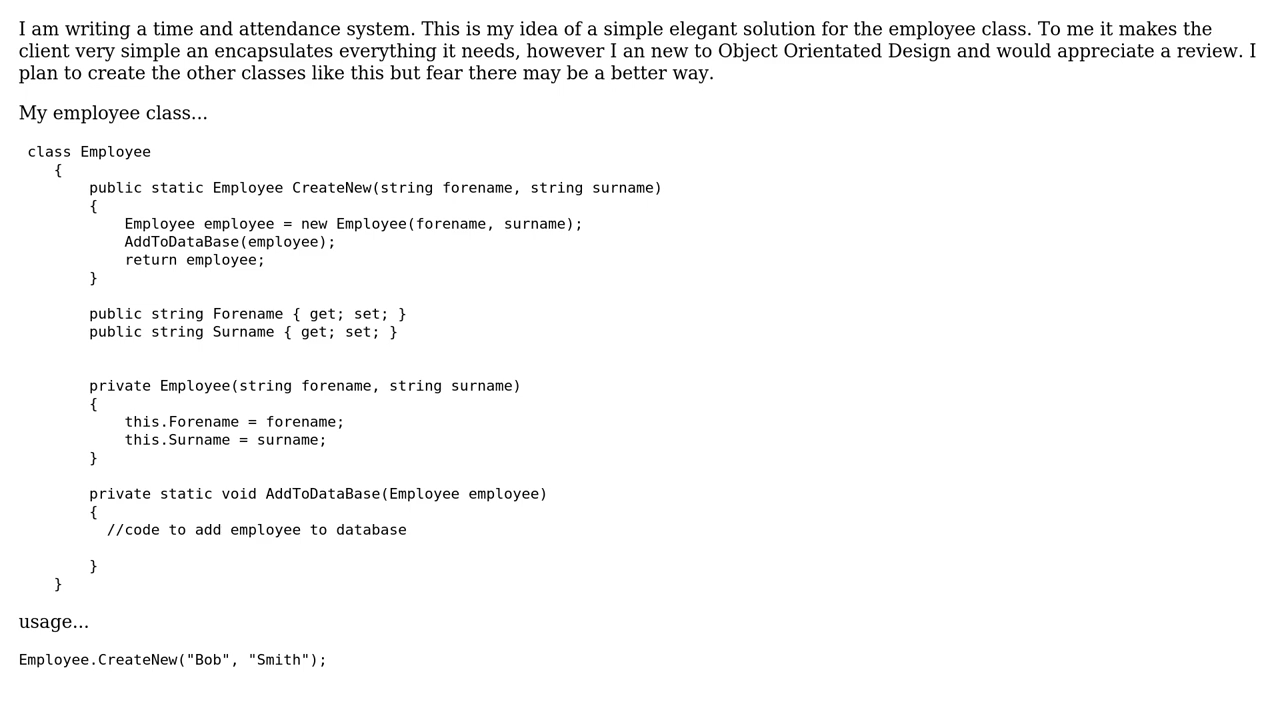 I am writing a time and attendance system. This is my idea of a simple elegant solution for the employee class. To me it makes the
client very simple an encapsulates everything it needs, however I an new to Object Orientated Design and would appreciate a review. I
plan to create the other classes like this but fear there may be a better way.
My employee class...
class Employee
{
public static Employee CreateNew(string forename, string surname)
{
Employee employee = new Employee(forename, surname);
AddToDataBase(employee);
return employee;
}
public string Forename { get; set; }
public string Surname { get; set; }
private Employee(string forename, string surname)
{
this.Forename = forename;
this.Surname = surname;
}
private static void AddToDataBase(Employee employee)
{
//code to add employee to database
}
}
usage...
Employee.CreateNew("Bob", "Smith");